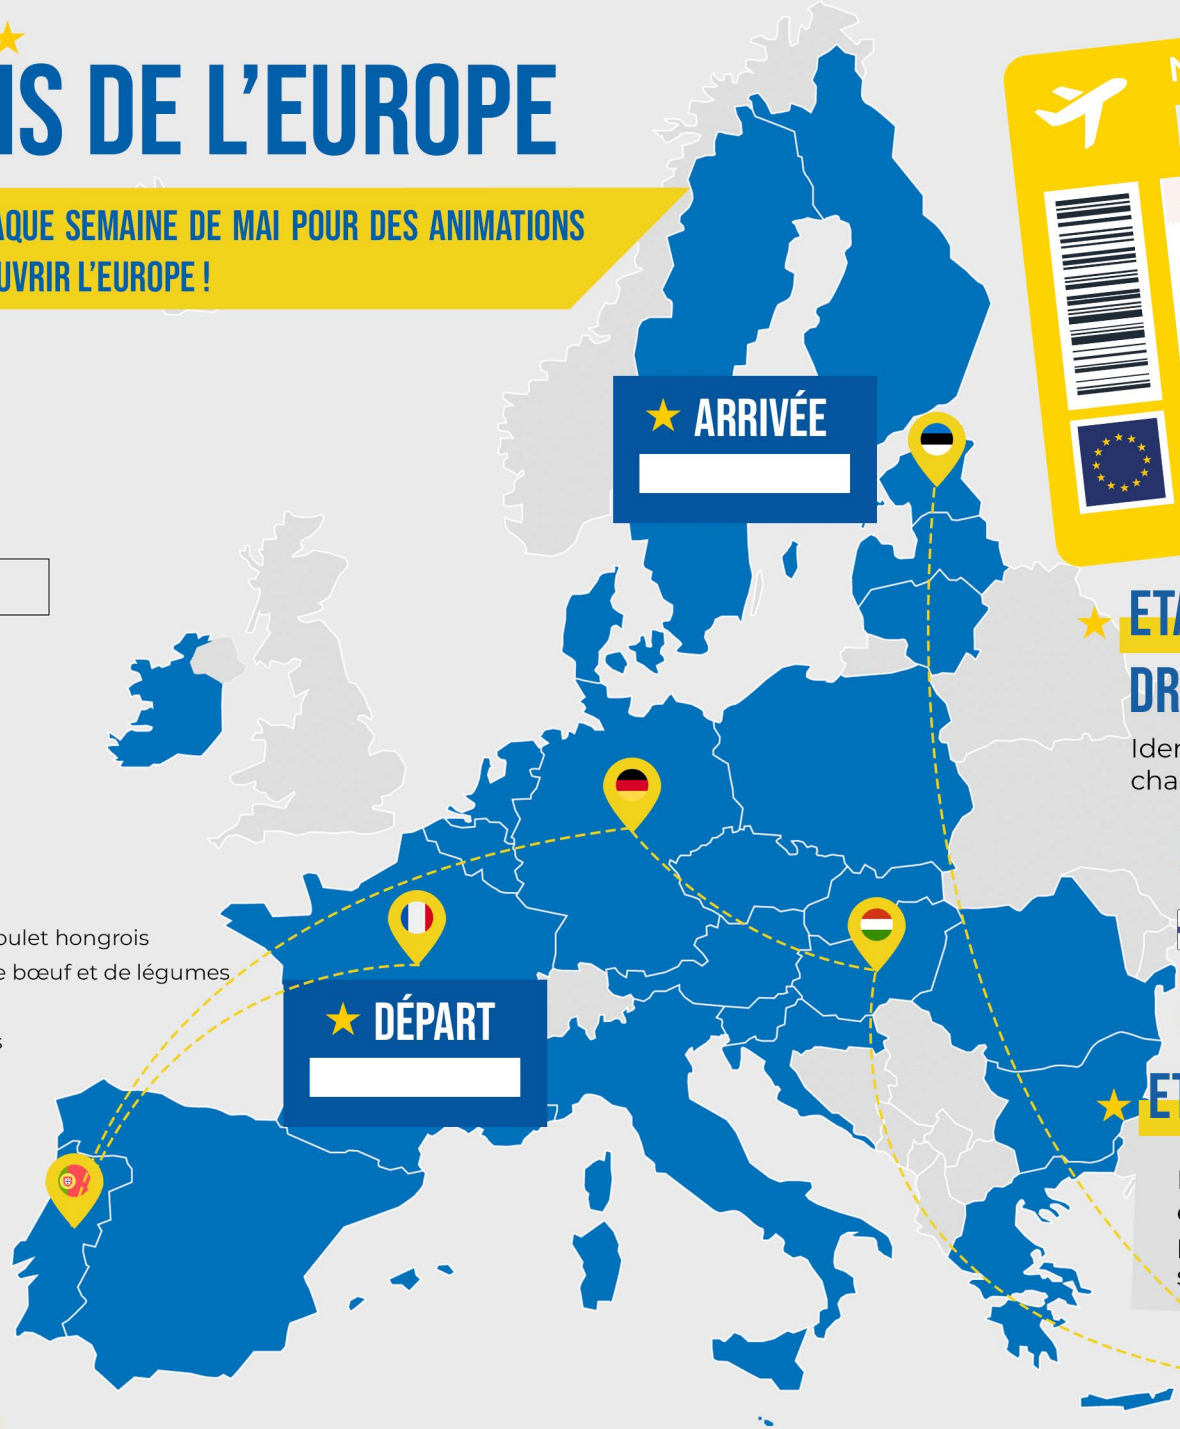 IS DE L'EUROPE
AQUE SEMAINE DE MAI POUR DES ANIMATIONS
UVRIR L'EUROPE !
ARRIVÉE
ETA
DR
Iden
cha
oulet hongrois
e bœuf et de légumes
s
DÉPART
ET